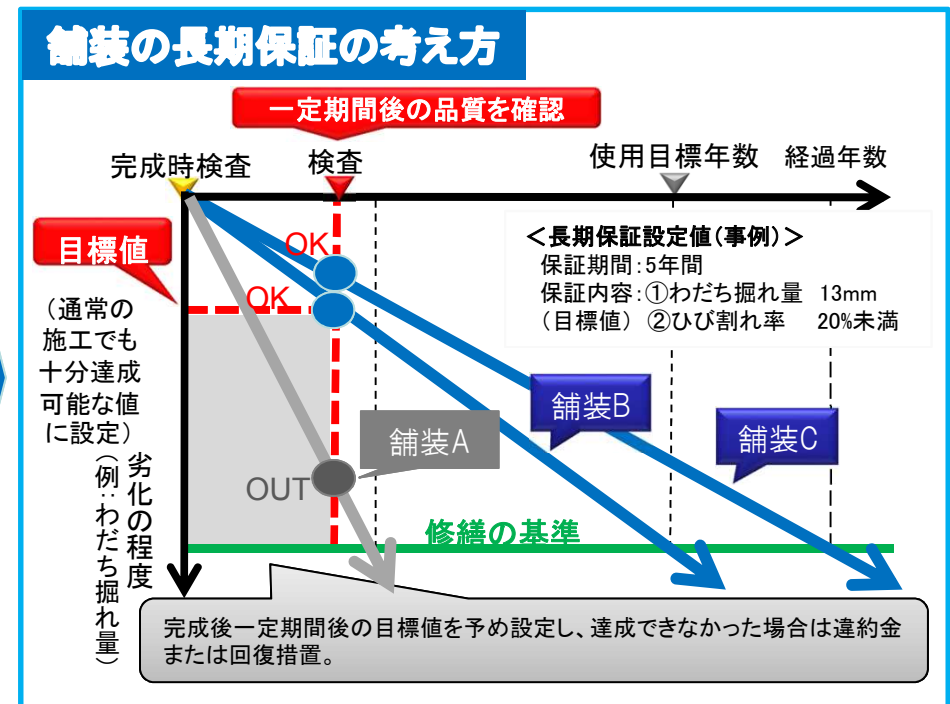 舗装の長期保証の考え方
一定期間後の品質を確認
完成時検査
検査
使用目標年数
経過年数
目標値
OK
OK
＜長期保証設定値(事例)＞
保証期間:5年間
保証内容:①わだち掘れ量 13mm
(目標値) ②ひび割れ率 20%未満
(通常の
施工でも
十分達成
可能な値
に設定)
舗装B
舗装C
舗装A
OUT
劣化の程度
(例:わだち掘れ量)
修繕の基準
完成後一定期間後の目標値を予め設定し、達成できなかった場合は違約金
または回復措置。